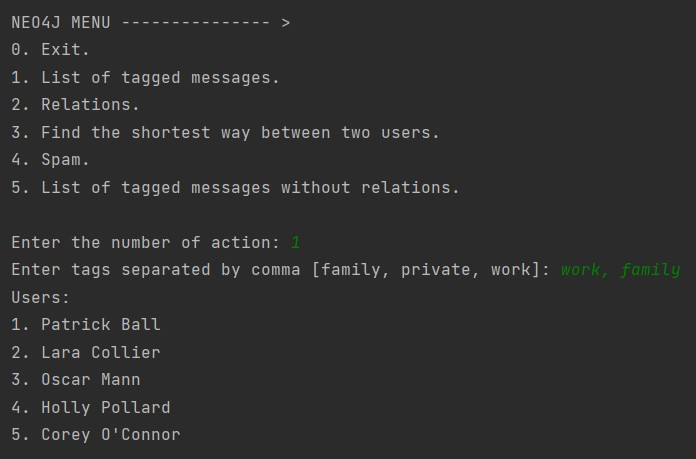 NEO4J MENU --------------- >
0. Exit.
1. List of tagged messages.
2. Relations.
3. Find the shortest way between two users.
4. Spam.
5. List of tagged messages without relations.
Enter the number of action: 1
Enter tags separated by comma [family, private, work]: work, family
Users:
1. Patrick Ball
2. Lara Collier
3. Oscar Mann
4. Holly Pollard
5. Corey O'Connor